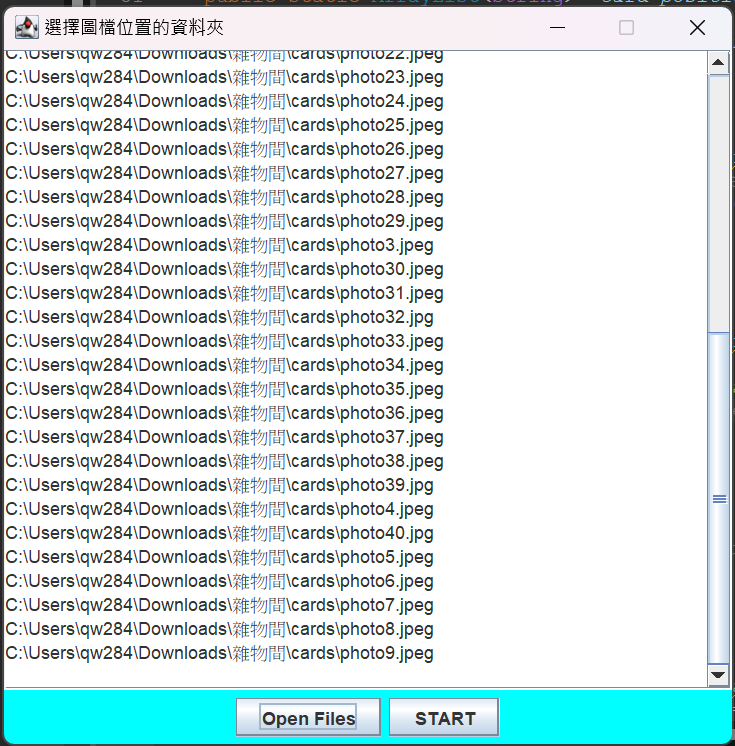 選擇圖檔位置的資料夾
C:\Users\qw284\Downloads\雜物間\cards\photo22.jpeg
C:\Users\qw284\Downloads\雜物間\cards\photo23.jpeg
C:\Users\qw284\Downloads\雜物間\cards\photo24.jpeg
C:\Users\qw284\Downloads\雜物間\cards\photo25.jpeg
C:\Users\qw284\Downloads\雜物間\cards\photo26.jpeg
C:\Users\qw284\Downloads\雜物間\cards\photo27.jpeg
C:\Users\qw284\Downloads\雜物間\cards\photo28.jpeg
C:\Users\qw284\Downloads\雜物間\cards\photo29.jpeg
C:\Users\qw284\Downloads\雜物間\cards\photo3.jpeg
C:\Users\qw284\Downloads\雜物間\cards\photo30.jpeg
C:\Users\qw284\Downloads\雜物間\cards\photo31.jpeg
C:\Users\qw284\Downloads\雜物間\cards\photo32.jpg
C:\Users\qw284\Downloads\雜物間\cards\photo33.jpeg
C:\Users\qw284\Downloads\雜物間\cards\photo34.jpeg
C:\Users\qw284\Downloads\雜物間\cards\photo35.jpeg
C:\Users\qw284\Downloads\雜物間\cards\photo36.jpeg
C:\Users\qw284\Downloads\雜物間\cards\photo37.jpeg
C:\Users\qw284\Downloads\雜物間\cards\photo38.jpeg
C:\Users\qw284\Downloads\雜物間\cards\photo39.jpg
C:\Users\qw284\Downloads\雜物間\cards\photo4.jpeg
C:\Users\qw284\Downloads\雜物間\cards\photo40.jpg
C:\Users\qw284\Downloads\雜物間\cards\photo5.jpeg
C:\Users\qw284\Downloads\雜物間\cards\photo6.jpeg
C:\Users\qw284\Downloads\雜物間\cards\photo7.jpeg
C:\Users\qw284\Downloads\雜物間\cards\photo8.jpeg
C:\Users\qw284\Downloads\雜物間\cards\photo9.jpeg
Open Files START